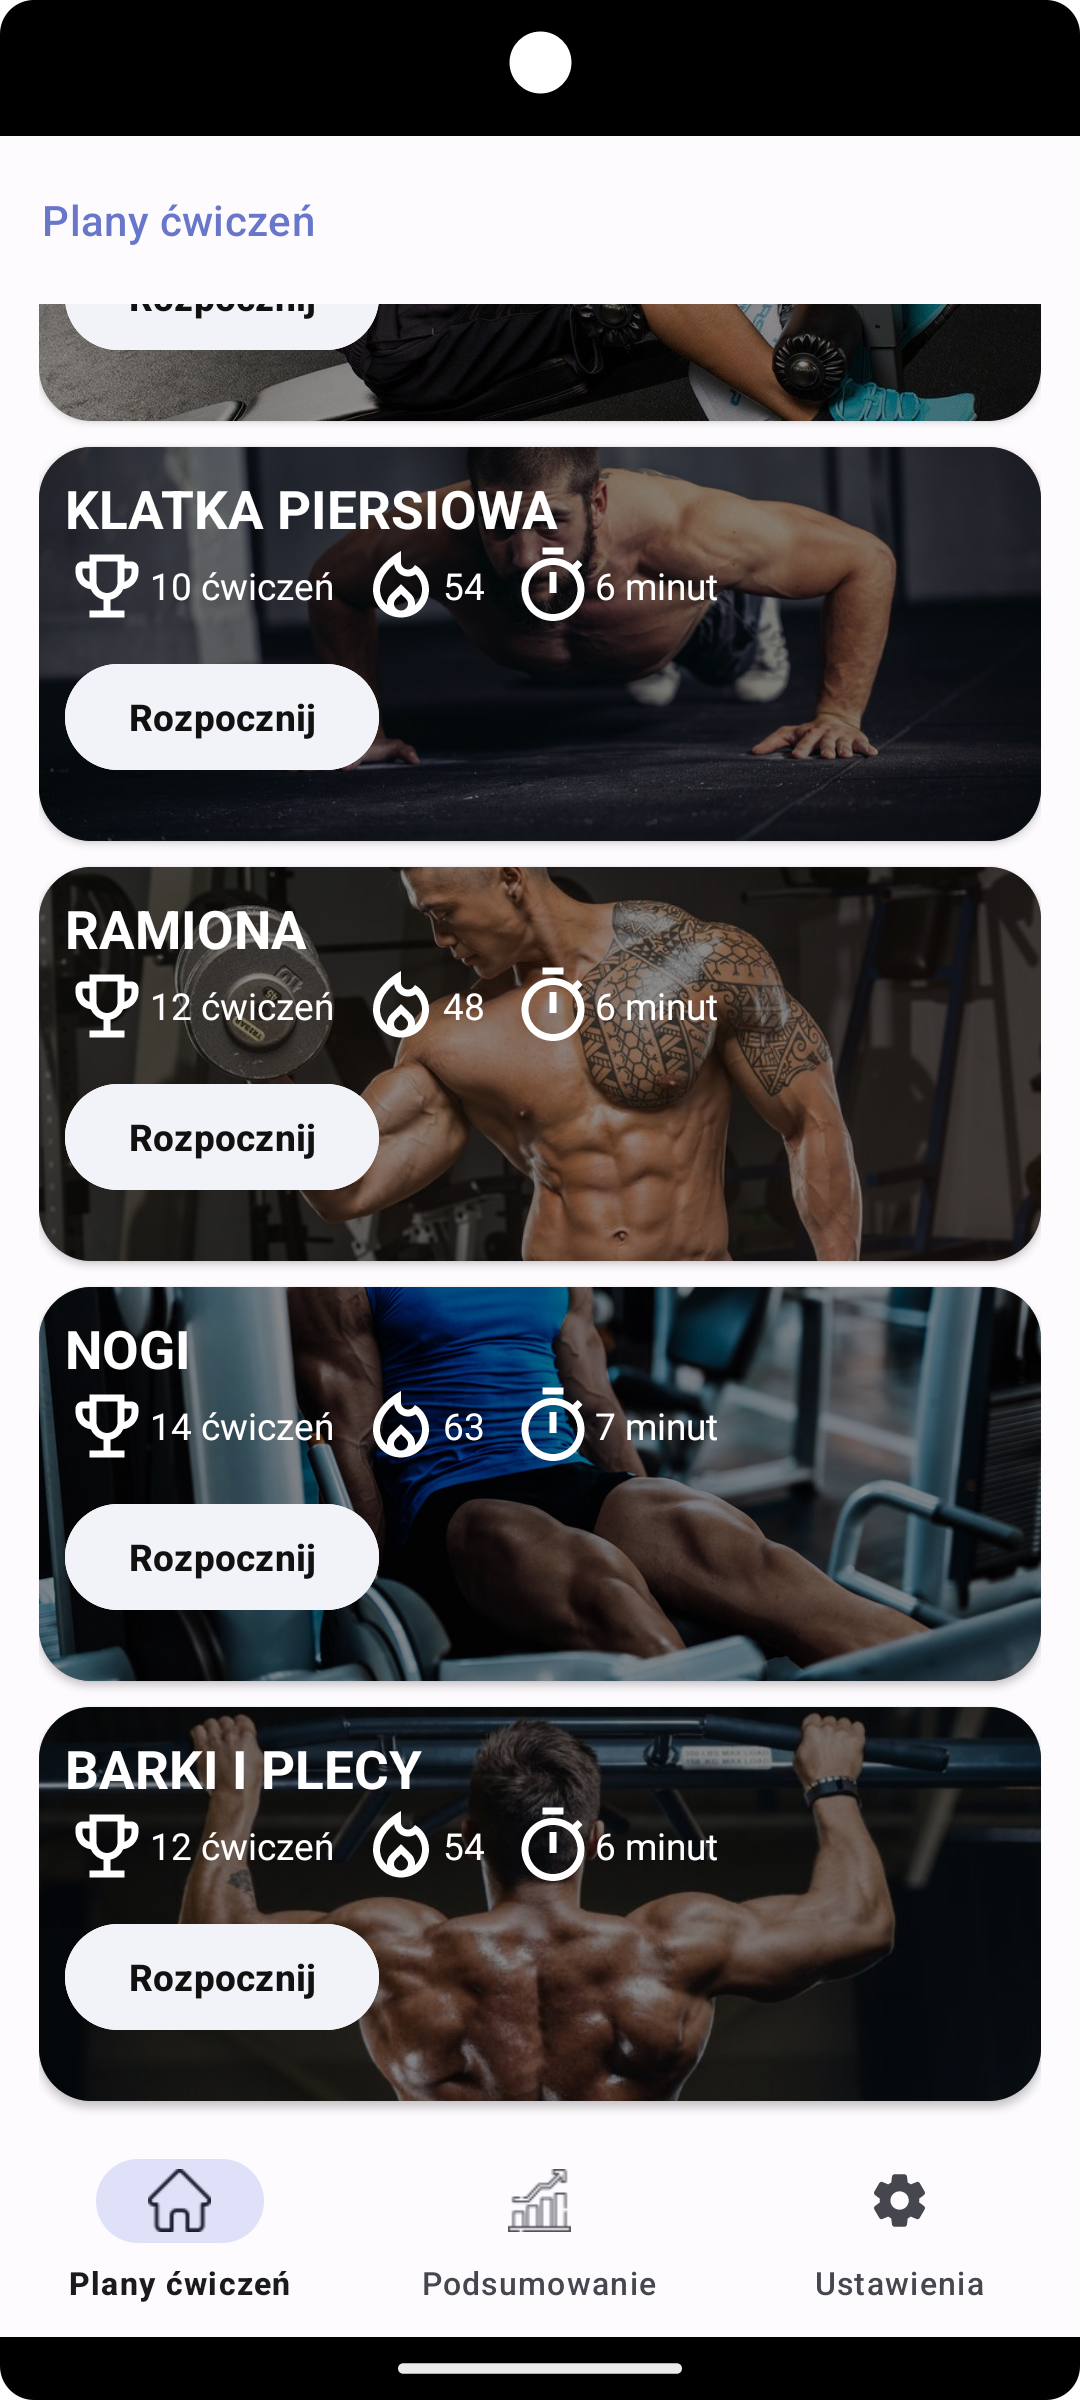 Plany ćwiczeń
Rozpocznij
KLATKA PIERSIOWA
10 ćwiczeń 54 6 minut
Rozpocznij
RAMIONA
12 ćwiczeń 48 6 minut
Rozpocznij
NOGI
14 ćwiczeń 63 7 minut
Rozpocznij
BARKI I PLECY
12 ćwiczeń 54 6 minut
Rozpocznij
Plany ćwiczeń Podsumowanie Ustawienia